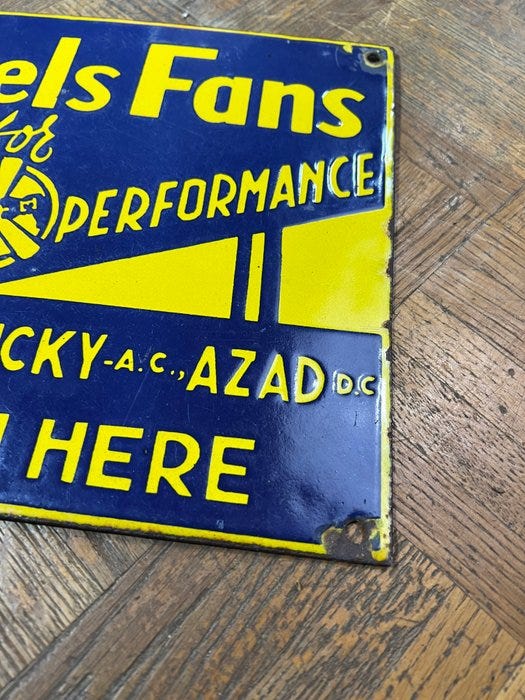 els Fans
for
E
PERFORMANCE
CKY-A.C., AZAD D.C
HERE